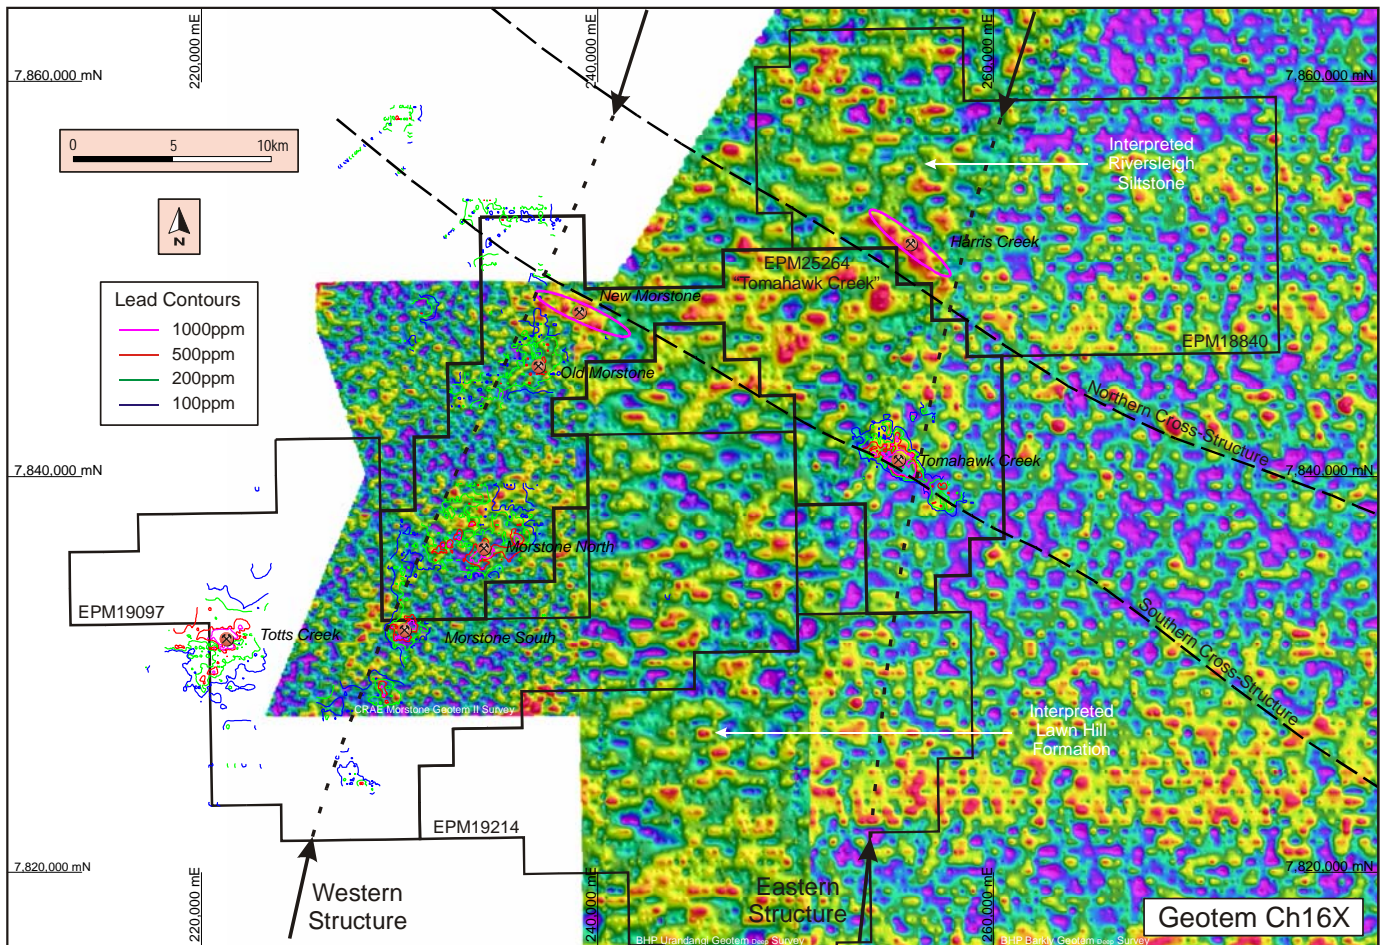 220,000 mE
240,000 mE
260,000 mE
7,860,000 mN
7,860,000 mN
0 5 10km
N
Interpreted
Riversleigh
Siltstone
Harris Creek
EPM25264
"Tomahawk Creek"
Lead Contours
1000ppm
500ppm
200ppm
100ppm
New Morstone
EPM18840
Old Morstone
Northern Cross-Structure
Tomahawk Creek
7,840,000 mN
7,840,000 mN
Morstone North
EPM19097
Totts Creek
Morstone South
Southern Cross-Structure
CRAE Morstone Geotem II Survey
Interpreted
Lawn Hill
Formation
EPM19214
7,820,000 mN
7,820,000 mN
220,000 mE
240,000 mE
260,000 mE
Western
Structure
Eastern
Structure
Geotem Ch16X
BHP Urandangi Geotem Deep Survey
BHP Barkly Geotem Deep Survey